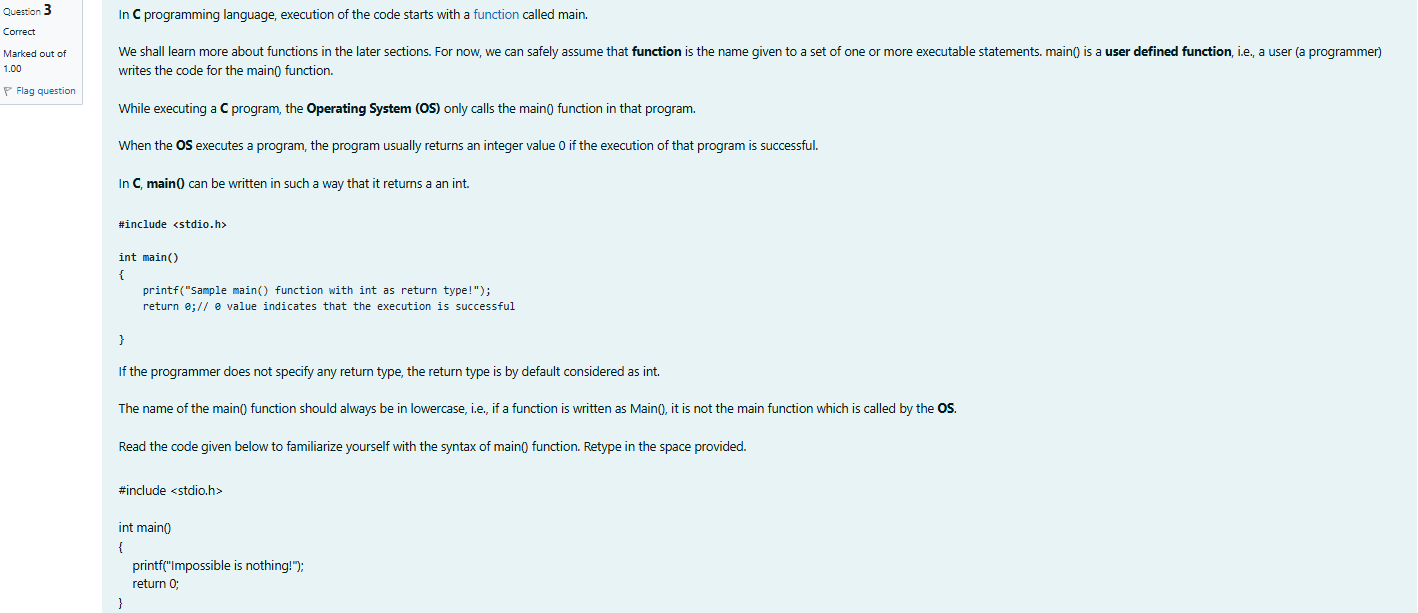 Question 3
Correct
Marked out of
1.00
Flag question
In C programming language, execution of the code starts with a function called main.
We shall learn more about functions in the later sections. For now, we can safely assume that function is the name given to a set of one or more executable statements. main() is a user defined function, i.e., a user (a programmer)
writes the code for the main() function.
While executing a C program, the Operating System (OS) only calls the main() function in that program.
When the OS executes a program, the program usually returns an integer value 0 if the execution of that program is successful.
In C, main() can be written in such a way that it returns a an int.
#include <stdio.h>
int main()
{
printf("Sample main() function with int as return type!");
return 0;// 0 value indicates that the execution is successful
}
If the programmer does not specify any return type, the return type is by default considered as int.
The name of the main() function should always be in lowercase, i.e., if a function is written as Main(), it is not the main function which is called by the OS.
Read the code given below to familiarize yourself with the syntax of main() function. Retype in the space provided.
#include <stdio.h>
int main()
{
printf("Impossible is nothing!");
return 0;
}